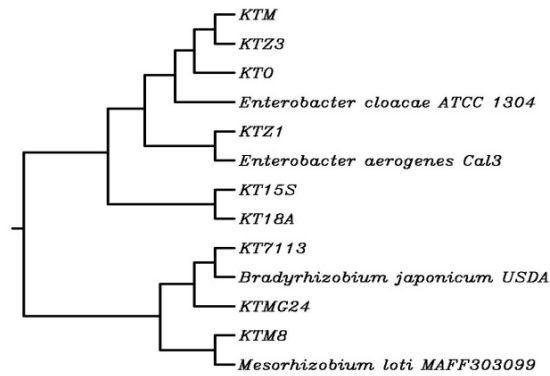 KTM
KTZ3
KTO
Enterobacter cloacae ATCC 1304
KTZ1
Enterobacter aerogenes Cal3
KT15S
KT18A
KT7113
Bradyrhizobium japonicum USDA
KTMG24
KTM8
Mesorhizobium loti MAFF303099